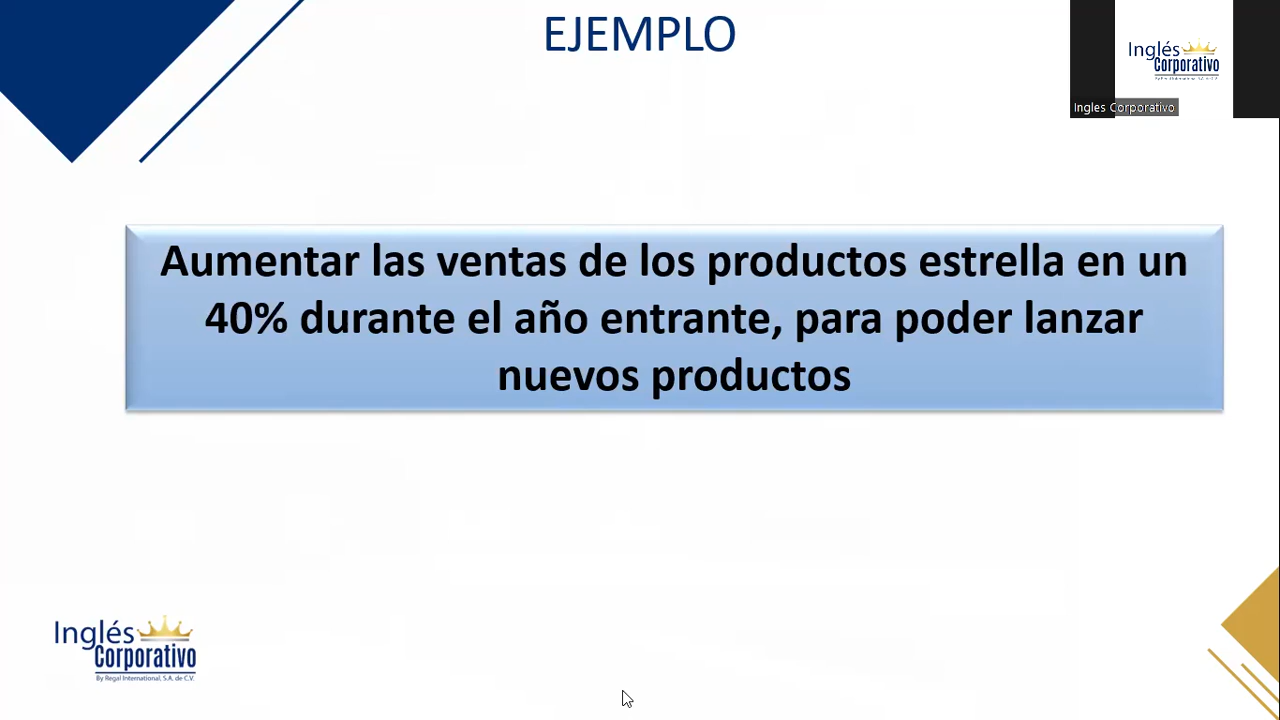 EJEMPLO
Inglés
Corporativo
Ingles Corporativo
Aumentar las ventas de los productos estrella en un
40% durante el año entrante, para poder lanzar
nuevos productos
Inglés
Corporativo
By Regal International, S.A. de C.V.